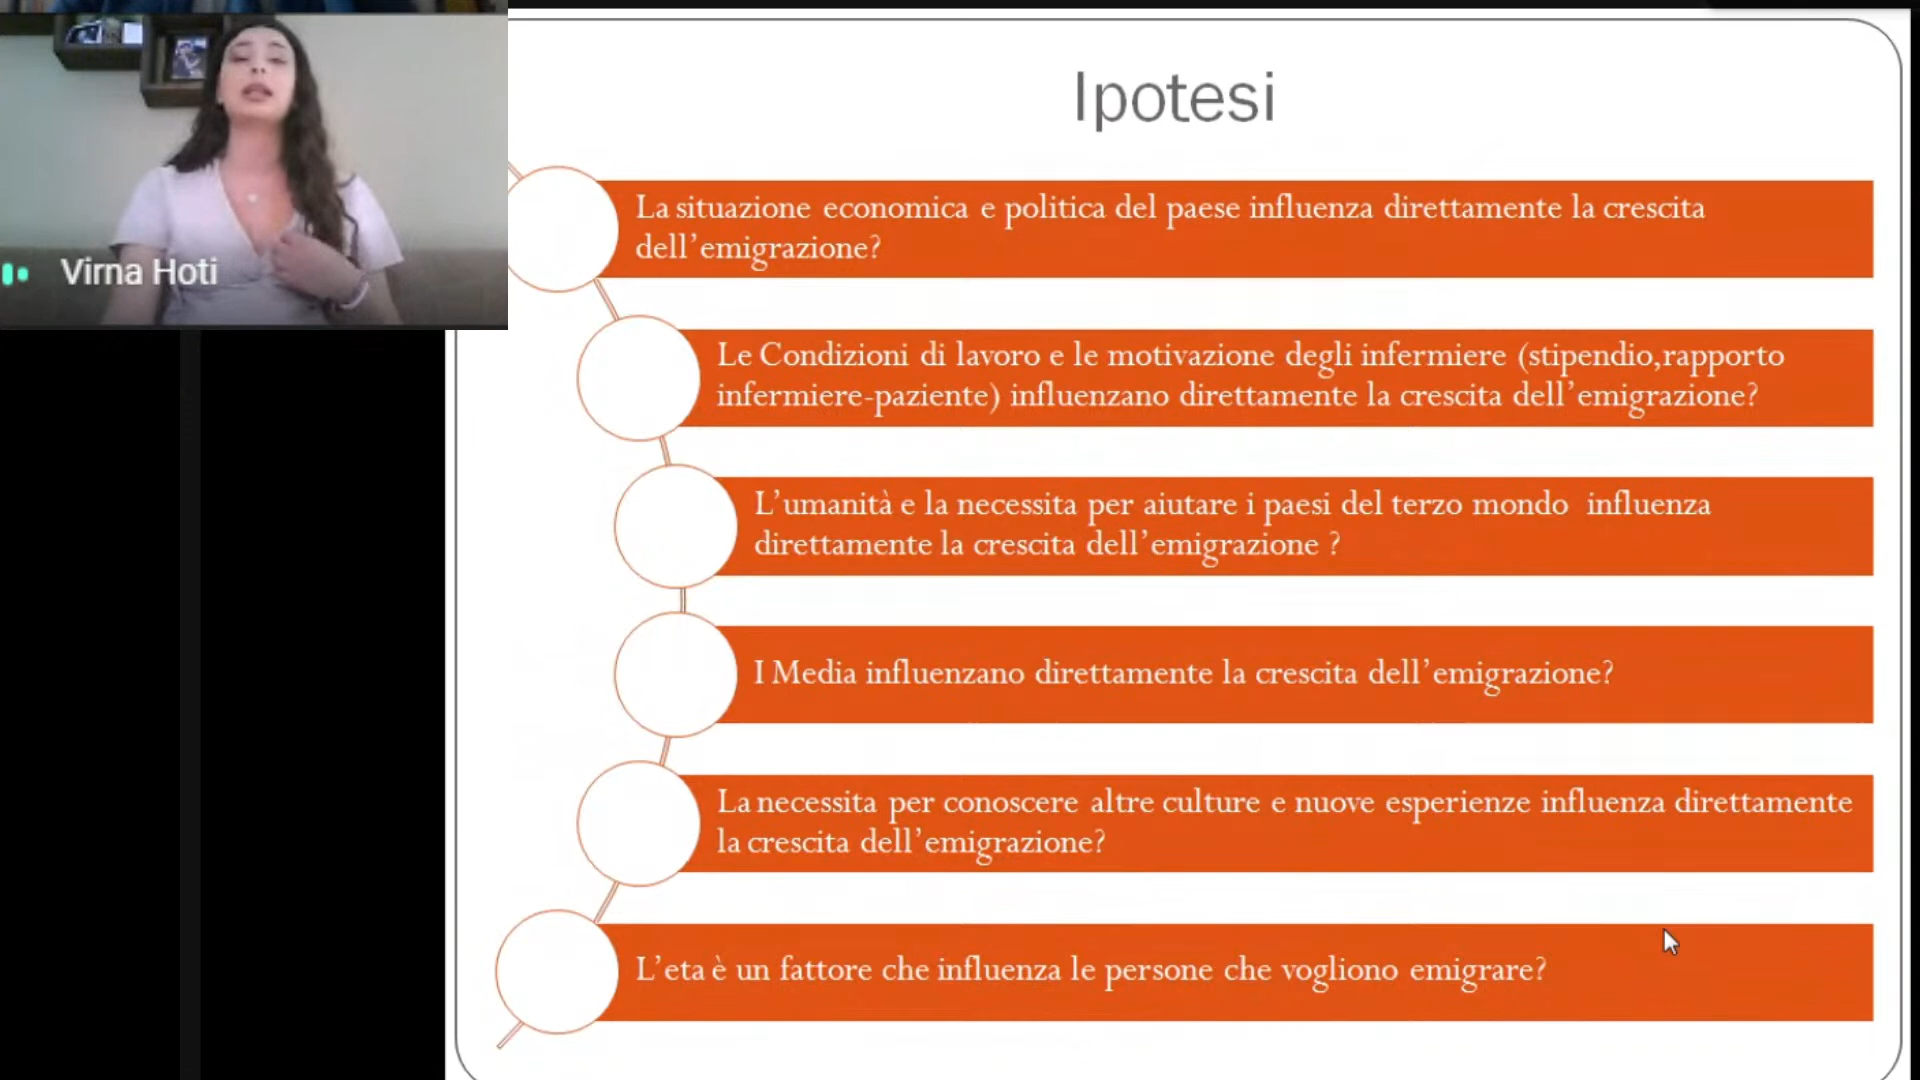 Virna Hoti
Ipotesi
La situazione economica e politica del paese influenza direttamente la crescita
dell’emigrazione?
Le Condizioni di lavoro e le motivazione degli infermiere (stipendio,rapporto
infermiere-paziente) influenzano direttamente la crescita dell’emigrazione?
L’umanità e la necessita per aiutare i paesi del terzo mondo influenza
direttamente la crescita dell’emigrazione ?
I Media influenzano direttamente la crescita dell’emigrazione?
La necessita per conoscere altre culture e nuove esperienze influenza direttamente
la crescita dell’emigrazione?
L’eta è un fattore che influenza le persone che vogliono emigrare?